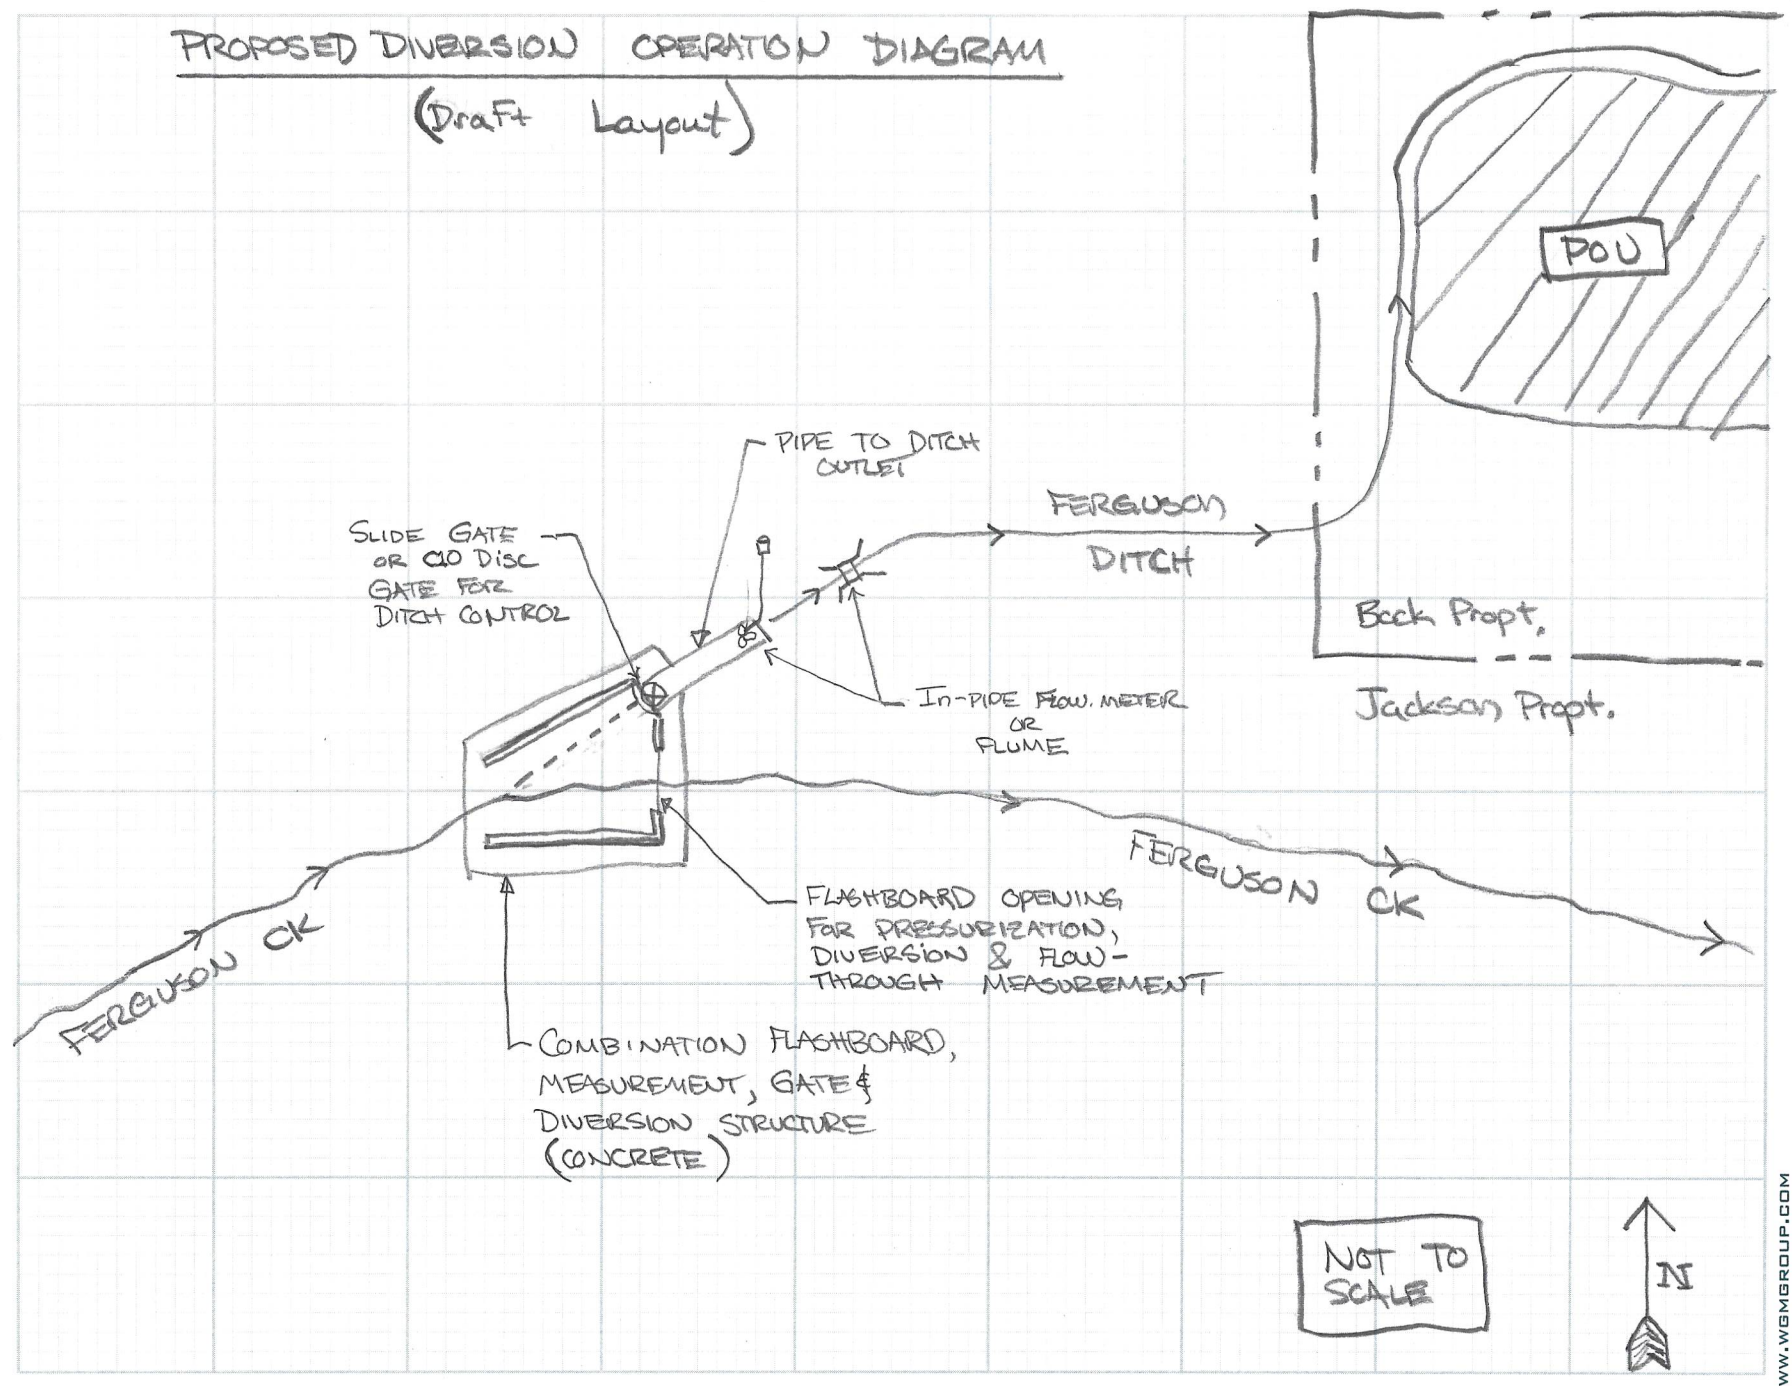 PROPOSED DIVERSION OPERATION DIAGRAM
(Draft Layout)
POU
PIPE TO DITCH
OUTLET
SLIDE GATE
OR C10 DISC
GATE FOR
DITCH CONTROL
FERGUSON
DITCH
Beck Propt.
Jackson Propt.
In-PIPE FLOW METER
OR
FLUME
FERGUSON CK
FERGUSON CK
FLASHBOARD OPENING
FOR PRESSURIZATION,
DIVERSION & FLOW-
THROUGH MEASUREMENT
COMBINATION FLASHBOARD,
MEASUREMENT, GATE &
DIVERSION STRUCTURE
(CONCRETE)
NOT TO
SCALE
N
WWW.WGMGROUP.COM